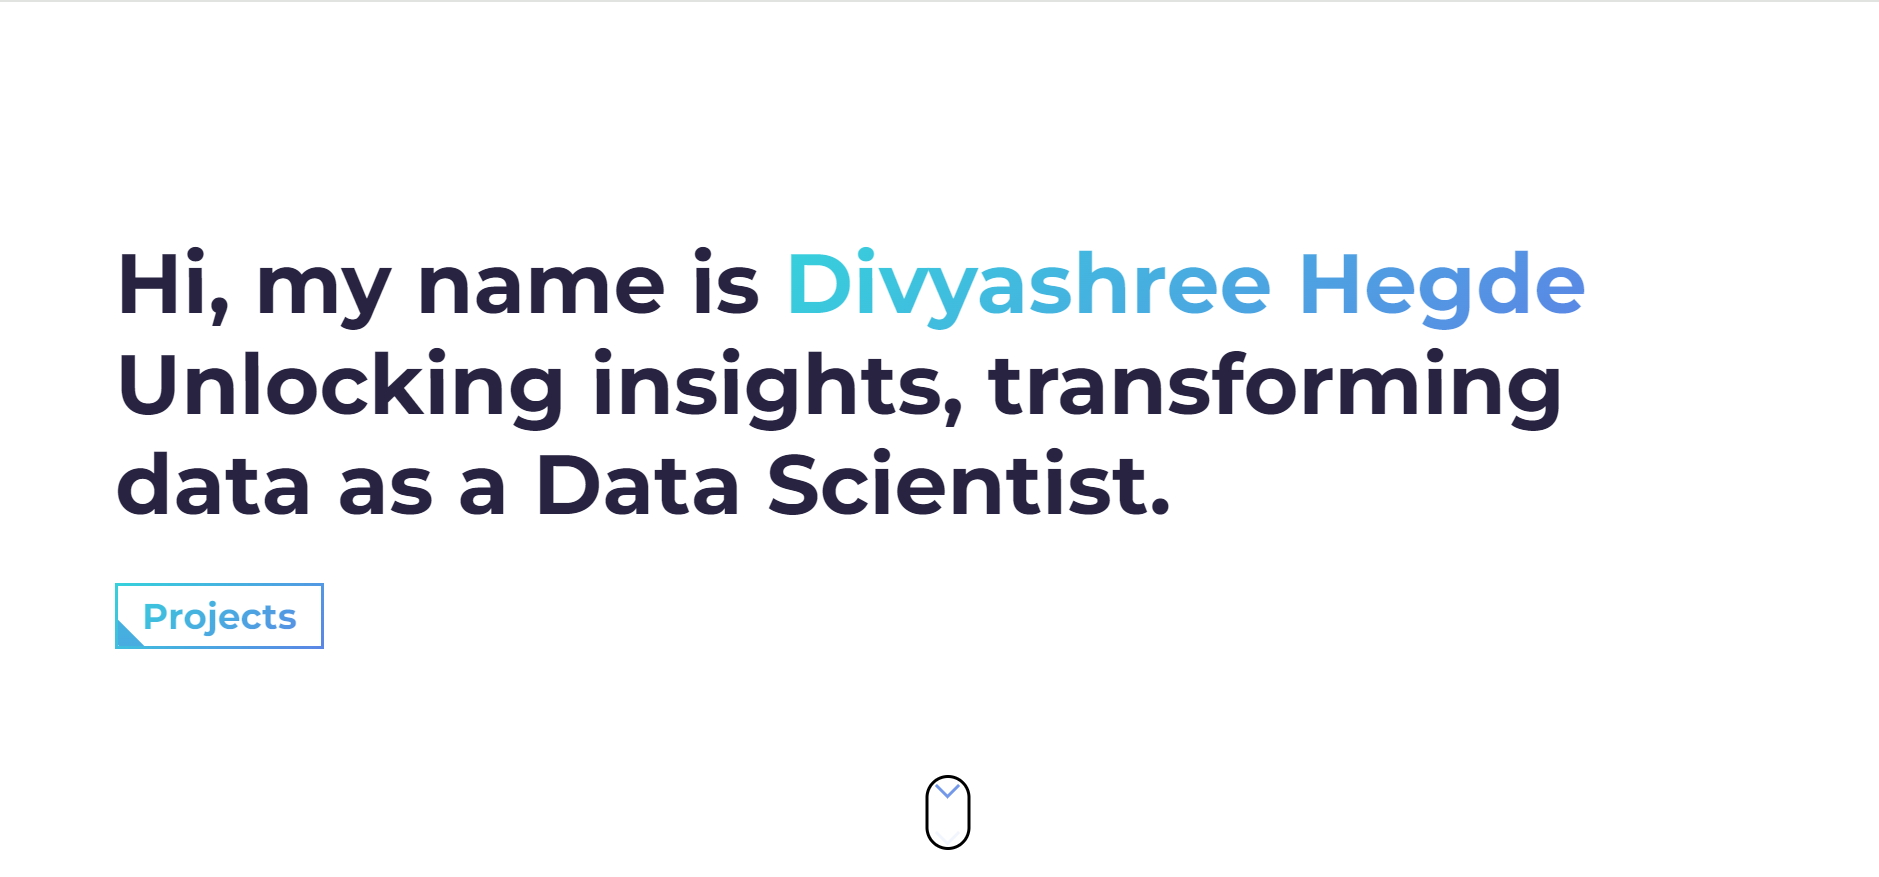 Hi, my name is Divyashree Hegde
Unlocking insights, transforming
data as a Data Scientist.
Projects